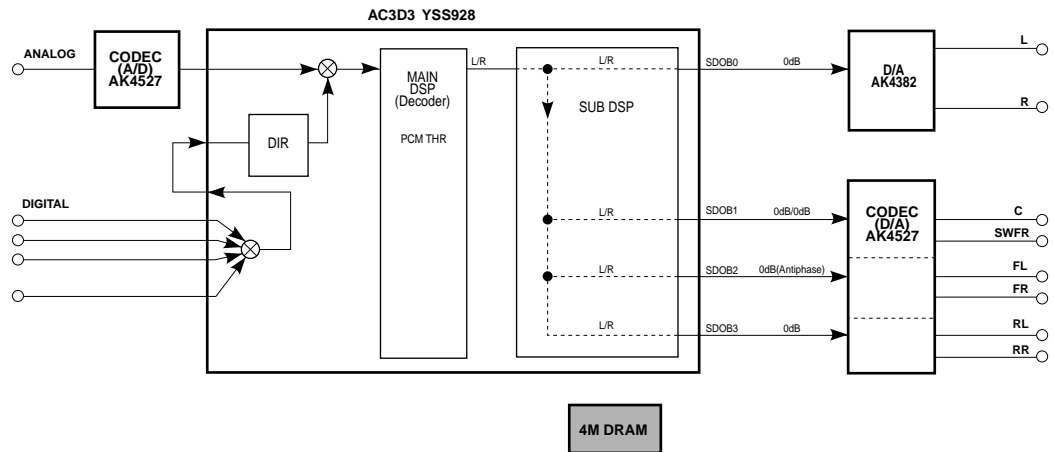 AC3D3 YSS928
ANALOG
CODEC
(A/D)
AK4527
MAIN
DSP
(Decoder)
PCM THR
L/R
L/R
SDOB0
0dB
D/A
AK4382
L
R
SUB DSP
DIR
DIGITAL
L/R
SDOB1
0dB/0dB
CODEC
(D/A)
AK4527
C
SWFR
L/R
SDOB2
0dB(Antiphase)
FL
FR
L/R
SDOB3
0dB
RL
RR
4M DRAM